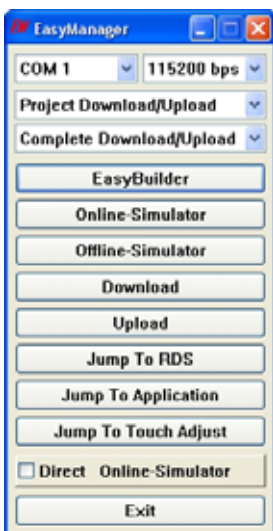 EasyManager
COM 1 115200 bps
Project Download/Upload
Complete Download/Upload
EasyBuilder
Online-Simulator
Offline-Simulator
Download
Upload
Jump To RDS
Jump To Application
Jump To Touch Adjust
Direct Online-Simulator
Exit